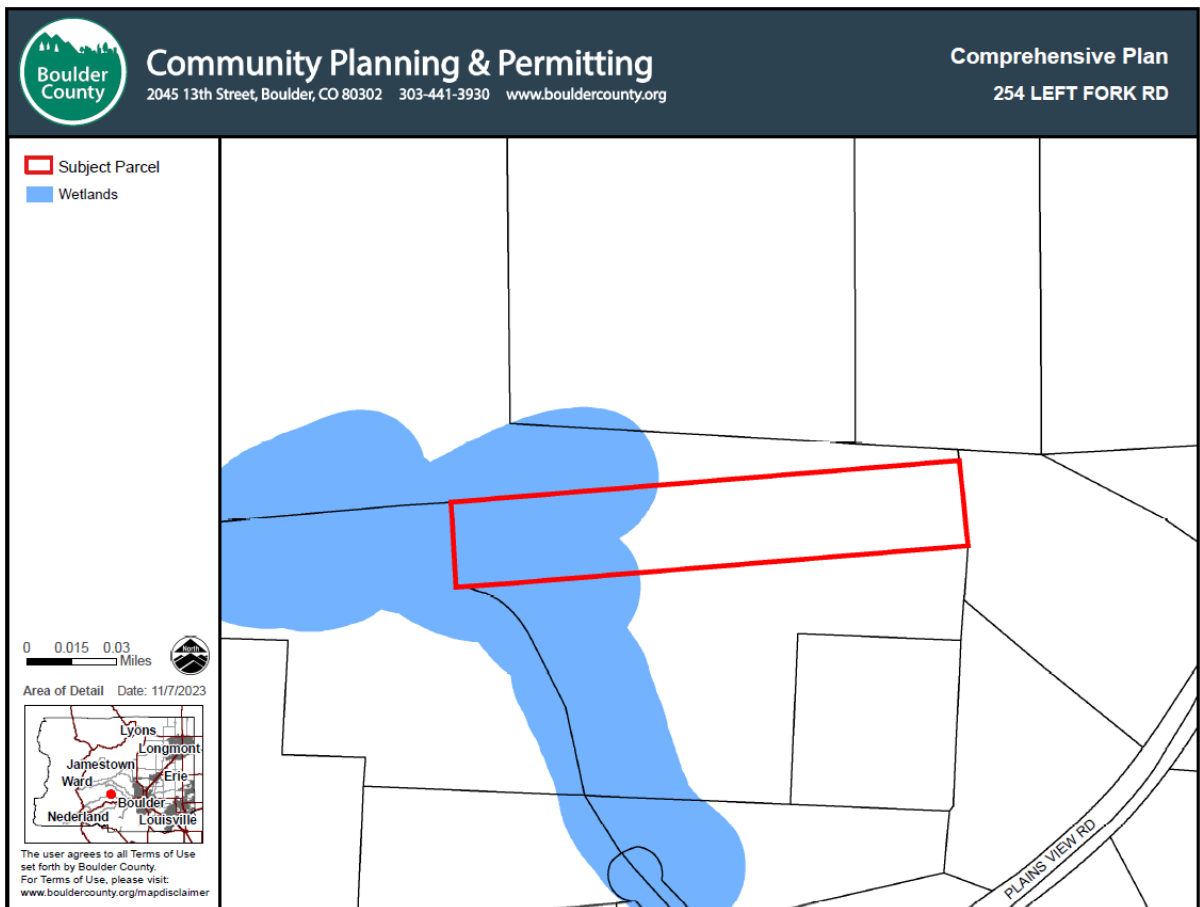 Boulder
County
Community Planning & Permitting
2045 13th Street, Boulder, CO 80302 303-441-3930 www.bouldercounty.org
Comprehensive Plan
254 LEFT FORK RD
Subject Parcel
Wetlands
0 0.015 0.03
Miles
North
Area of Detail Date: 11/7/2023
Lyons
Longmont
Jamestown
Ward
Erie
Boulder
Nederland
Louisville
The user agrees to all Terms of Use
set forth by Boulder County.
For Terms of Use, please visit:
www.bouldercounty.org/mapdisclaimer
PLAINS VIEW RD